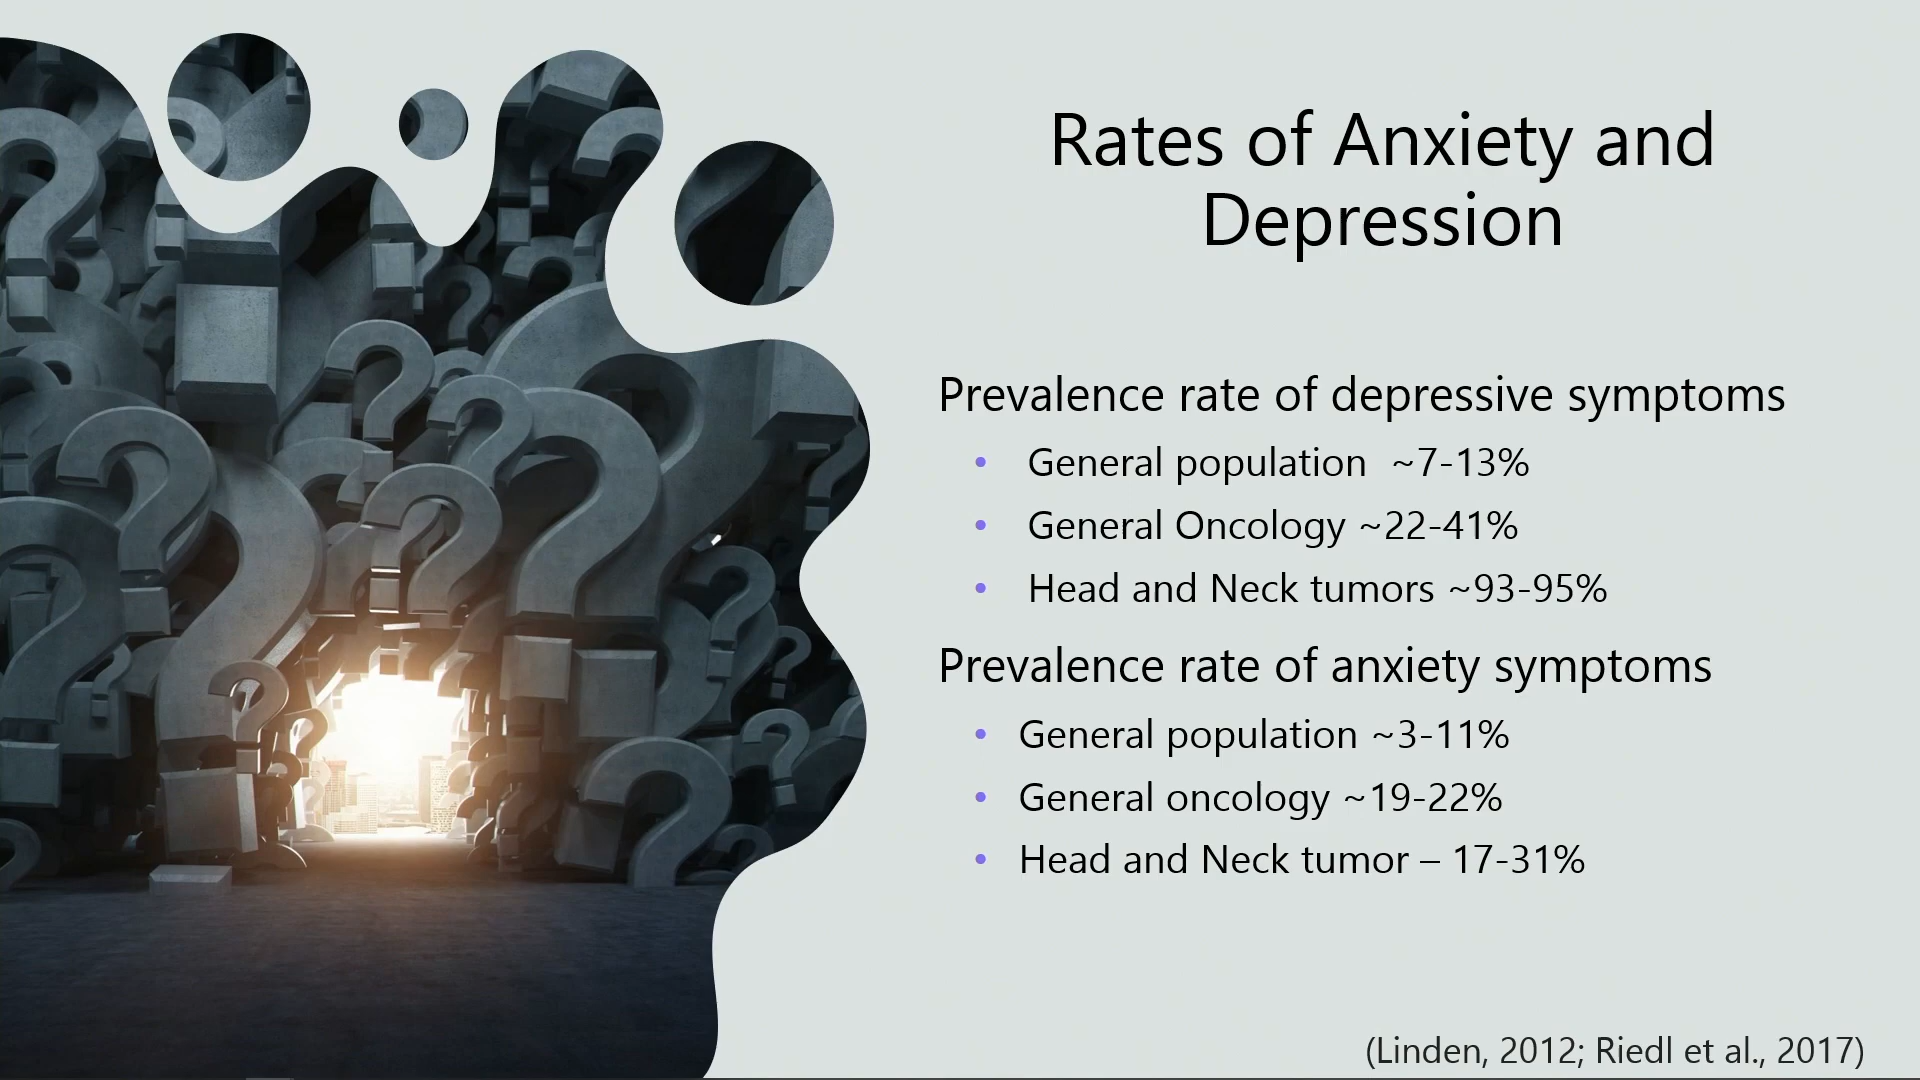 Rates of Anxiety and
Depression
Prevalence rate of depressive symptoms
• General population ~7-13%
• General Oncology ~22-41%
• Head and Neck tumors ~93-95%
Prevalence rate of anxiety symptoms
• General population ~3-11%
• General oncology ~19-22%
• Head and Neck tumor – 17-31%
(Linden, 2012; Riedl et al., 2017)